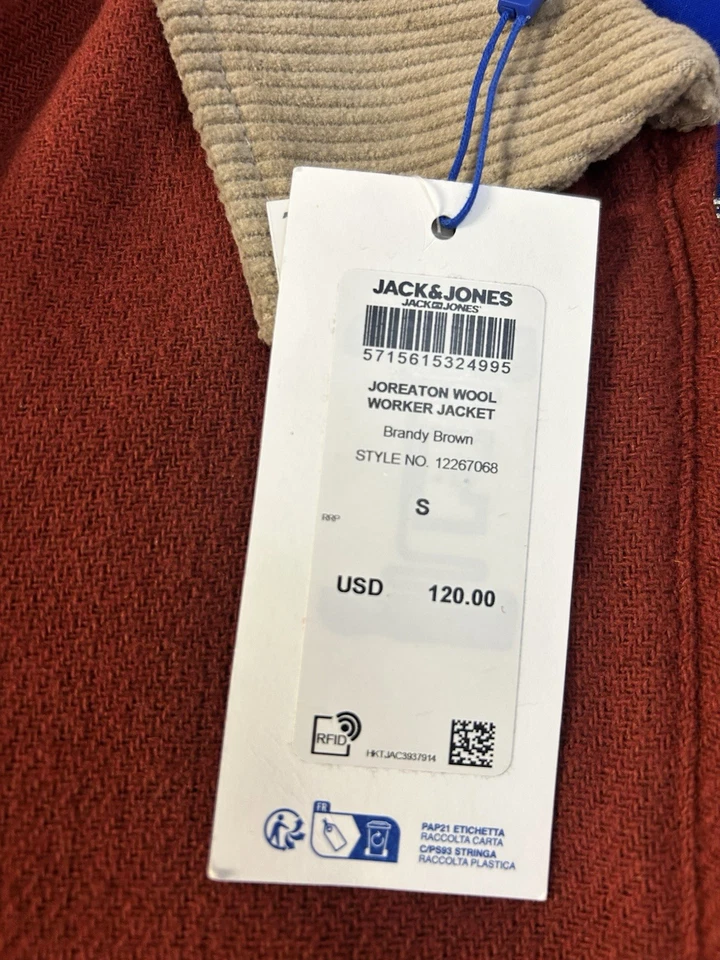 JACK&JONES
JACK&JONES
5715615324995
JOREATON WOOL
WORKER JACKET
Brandy Brown
STYLE NO. 12267068
S
RRP
USD 120.00
RFID
HKTJAC3937914
FR
PAP21 ETICHETTA
RACCOLTA CARTA
C/PS93 STRINGA
RACCOLTA PLASTICA